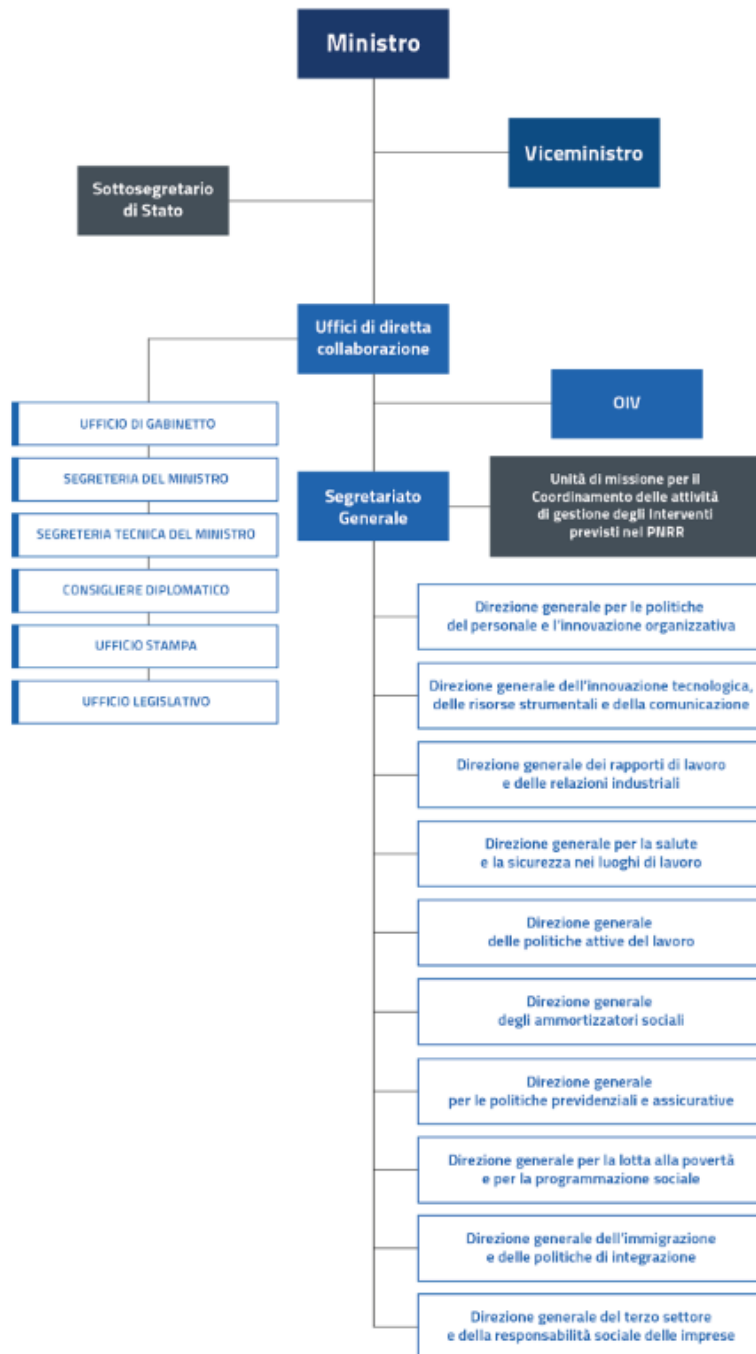 Ministro
Viceministro
Sottosegretario
di Stato
Uffici di diretta
collaborazione
OIV
UFFICIO DI GABINETTO
SEGRETERIA DEL MINISTRO
SEGRETERIA TECNICA DEL MINISTRO
CONSIGLIERE DIPLOMATICO
UFFICIO STAMPA
UFFICIO LEGISLATIVO
Segretariato
Generale
Unità di missione per il
Coordinamento delle attività
di gestione degli Interventi
previsti nel PNRR
Direzione generale per le politiche
del personale e l'innovazione organizzativa
Direzione generale dell'innovazione tecnologica,
delle risorse strumentali e della comunicazione
Direzione generale dei rapporti di lavoro
e delle relazioni industriali
Direzione generale per la salute
e la sicurezza nei luoghi di lavoro
Direzione generale
delle politiche attive del lavoro
Direzione generale
degli ammortizzatori sociali
Direzione generale
per le politiche previdenziali e assicurative
Direzione generale per la lotta alla povertà
e per la programmazione sociale
Direzione generale dell'immigrazione
e delle politiche di integrazione
Direzione generale del terzo settore
e della responsabilità sociale delle imprese